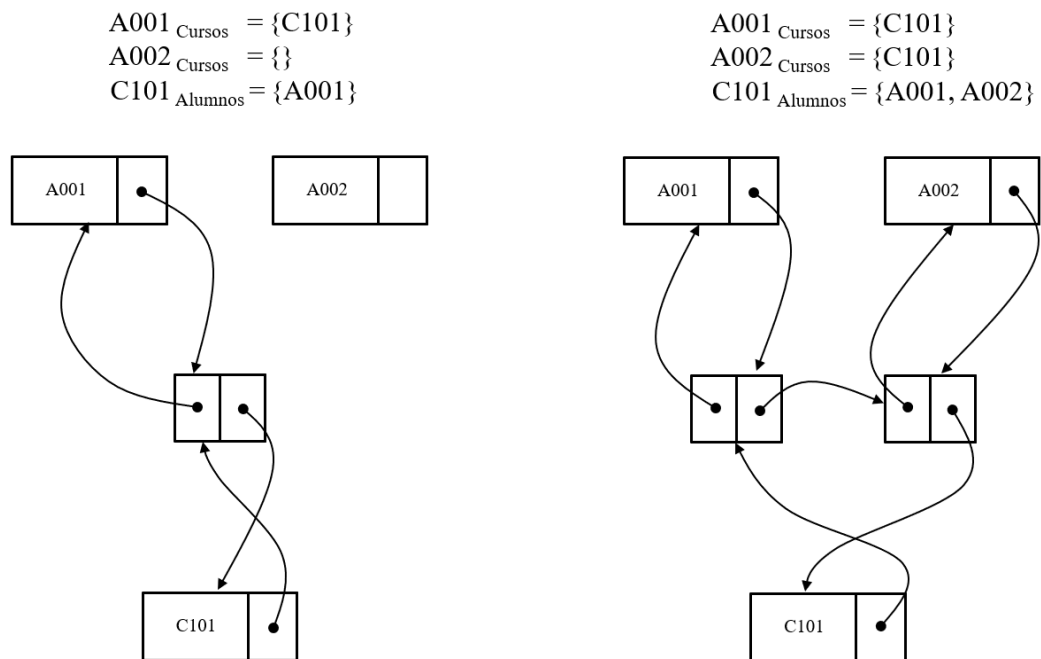 A001 Cursos = {C101}
A002 Cursos = {}
C101 Alumnos = {A001}
A001
A002
C101
A001 Cursos = {C101}
A002 Cursos = {C101}
C101 Alumnos = {A001, A002}
A001
A002
C101